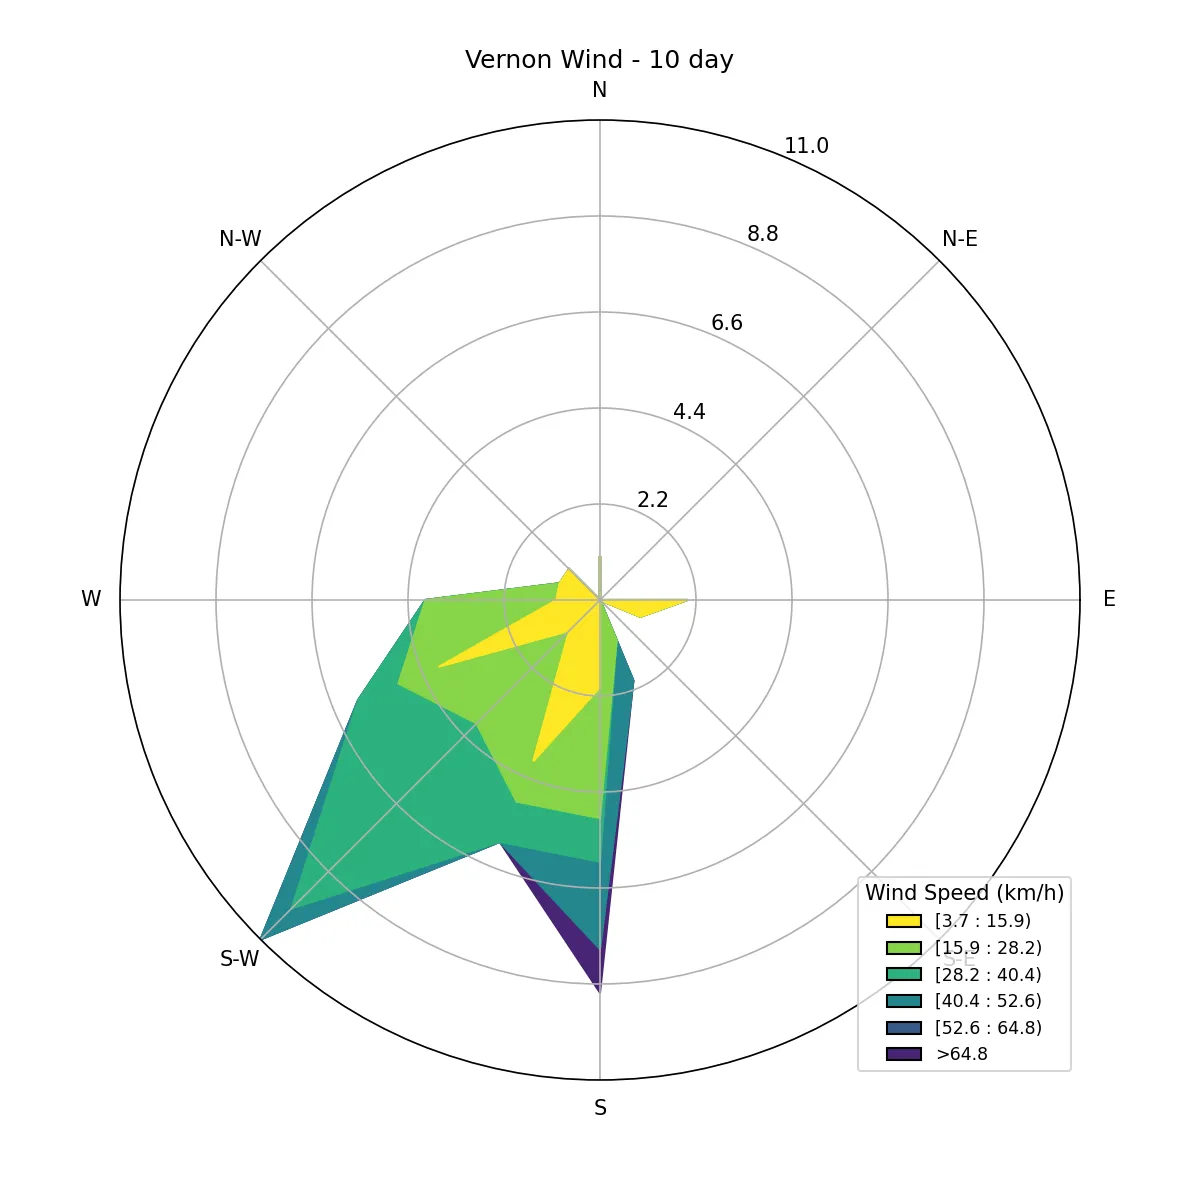 Vernon Wind - 10 day
N
11.0
N-W
N-E
8.8
6.6
4.4
2.2
W
E
S-W
S-E
S
Wind Speed (km/h)
[3.7 : 15.9)
[15.9 : 28.2)
[28.2 : 40.4)
[40.4 : 52.6)
[52.6 : 64.8)
>64.8